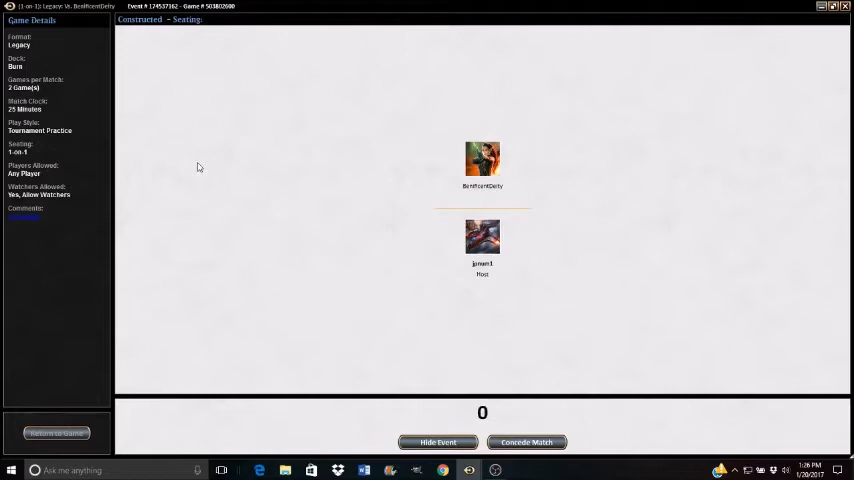 (1-on-1): Legacy: Vs. BenificentDeity
Event # 174537162 - Game # 503802600
Game Details
Constructed ~ Seating:
Format:
Legacy
Deck:
Burn
Games per Match:
2 Game(s)
Match Clock:
25 Minutes
Play Style:
Tournament Practice
Seating:
1-on-1
Players Allowed:
Any Player
Watchers Allowed:
Yes, Allow Watchers
Comments:
BenificentDeity
jpnum1
Host
0
Return to Game
Hide Event
Concede Match
Ask me anything
1:26 PM
1/20/2017